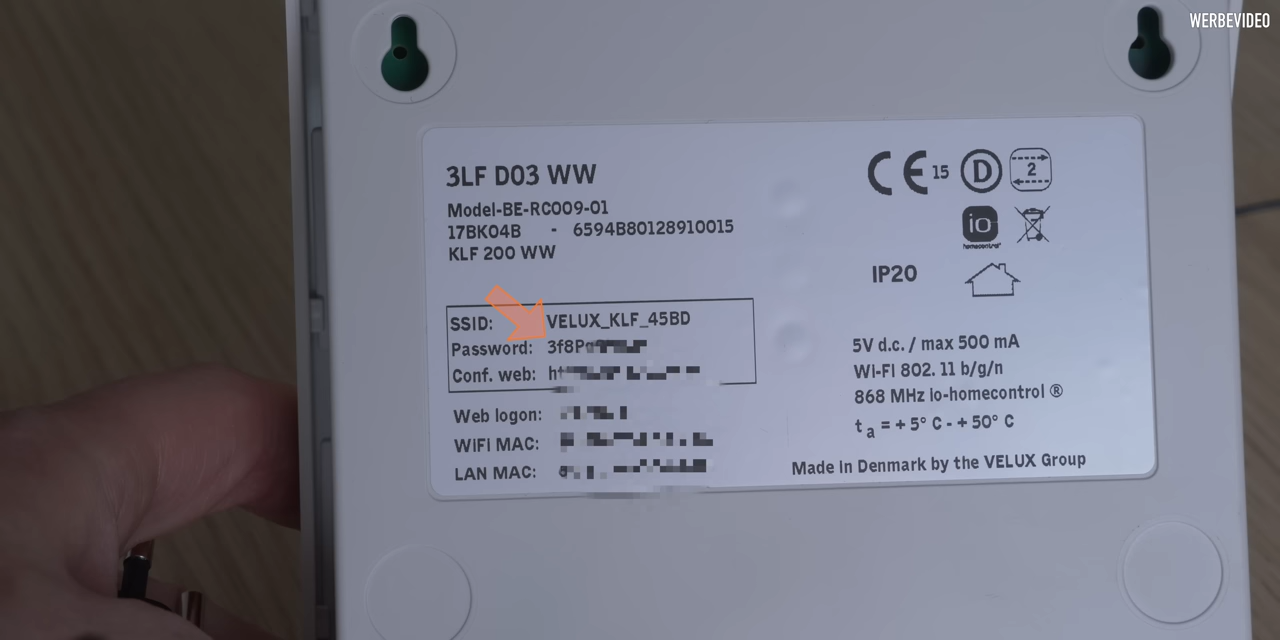 WERBEVIDEO
3LF D03 WW
Model-BE-RC009-01
17BK04B - 6594B80128910015
KLF 200 WW
SSID: VELUX_KLF_45BD
Password:
Conf. web:
Web logon:
WIFI MAC:
LAN MAC:
CE 15 D 2
io
homecontrol®
IP20
5V d.c. / max 500 mA
WI-FI 802. 11 b/g/n
868 MHz io-homecontrol ®
ta = + 5° C - + 50° C
Made in Denmark by the VELUX Group